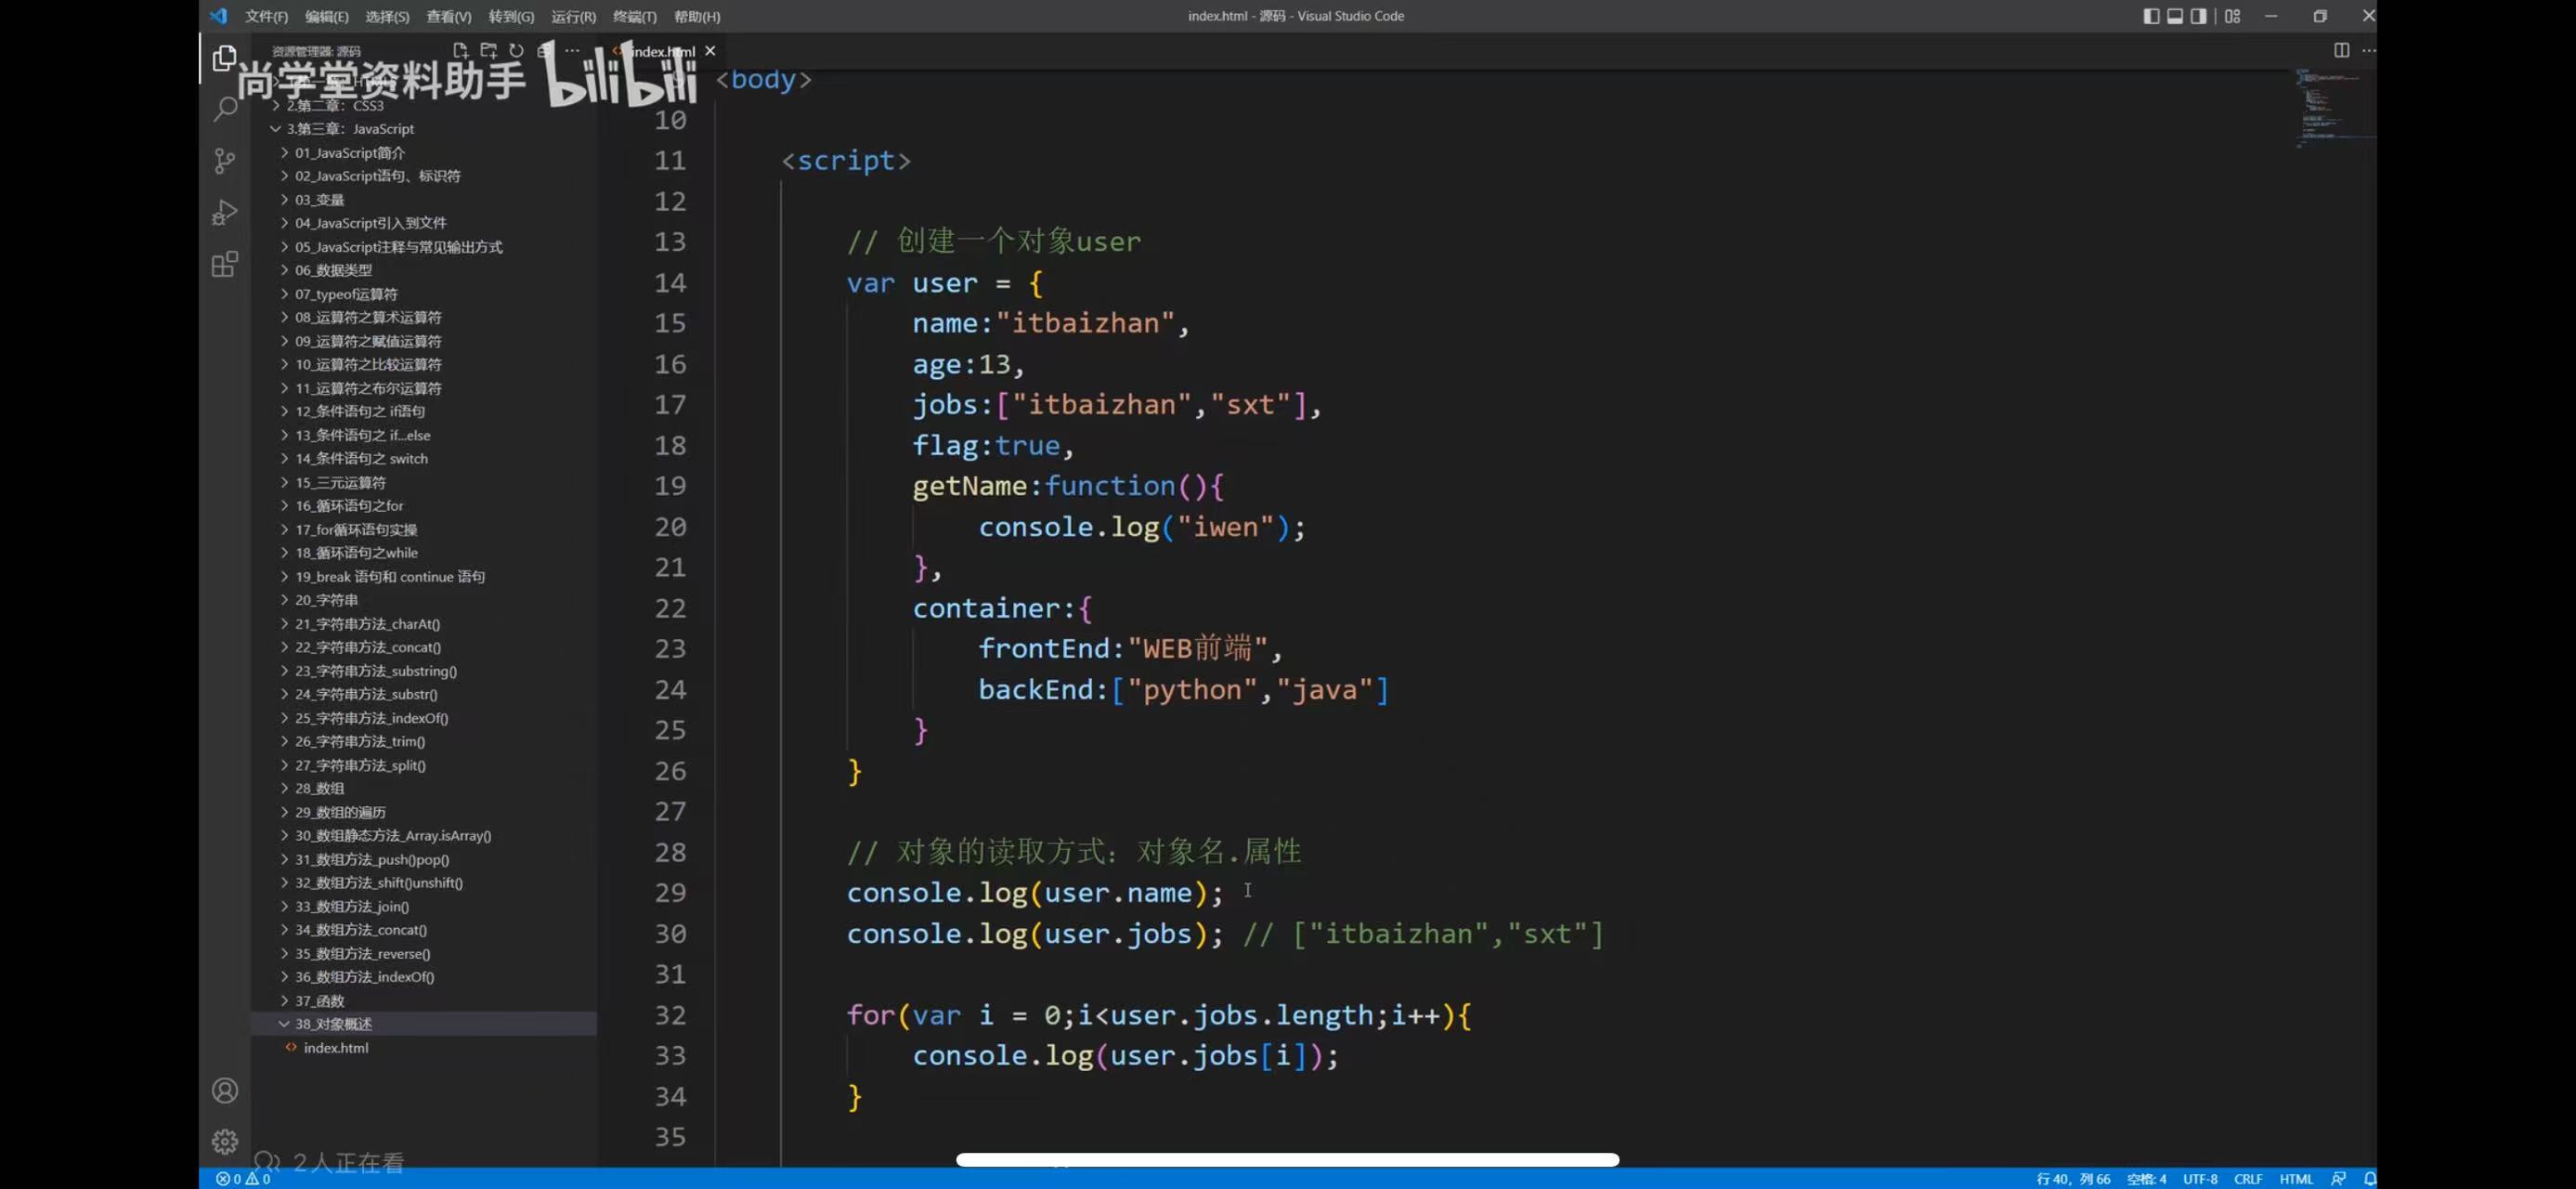 文件(F) 编辑(E) 选择(S) 查看(V) 转到(G) 运行(R) 终端(T) 帮助(H)
index.html - 源码 - Visual Studio Code
资源管理器: 源码
index.html
尚学堂资料助手 bilibili
2.第二章：CSS3
3.第三章：JavaScript
01_JavaScript简介
02_JavaScript语句、标识符
03_变量
04_JavaScript引入到文件
05_JavaScript注释与常见输出方式
06_数据类型
07_typeof运算符
08_运算符之算术运算符
09_运算符之赋值运算符
10_运算符之比较运算符
11_运算符之布尔运算符
12_条件语句之 if语句
13_条件语句之 if...else
14_条件语句之 switch
15_三元运算符
16_循环语句之for
17_for循环语句实操
18_循环语句之while
19_break 语句和 continue 语句
20_字符串
21_字符串方法_charAt()
22_字符串方法_concat()
23_字符串方法_substring()
24_字符串方法_substr()
25_字符串方法_indexOf()
26_字符串方法_trim()
27_字符串方法_split()
28_数组
29_数组的遍历
30_数组静态方法_Array.isArray()
31_数组方法_push()pop()
32_数组方法_shift()unshift()
33_数组方法_join()
34_数组方法_concat()
35_数组方法_reverse()
36_数组方法_indexOf()
37_函数
38_对象概述
index.html
<body>
10
11 <script>
12
13 // 创建一个对象user
14 var user = {
15 name:"itbaizhan",
16 age:13,
17 jobs:["itbaizhan","sxt"],
18 flag:true,
19 getName:function(){
20 console.log("iwen");
21 },
22 container:{
23 frontEnd:"WEB前端",
24 backEnd:["python","java"]
25 }
26 }
27
28 // 对象的读取方式：对象名.属性
29 console.log(user.name);
30 console.log(user.jobs); // ["itbaizhan","sxt"]
31
32 for(var i = 0;i<user.jobs.length;i++){
33 console.log(user.jobs[i]);
34 }
35
2人正在看
0 0
行 40，列 66 空格: 4 UTF-8 CRLF HTML